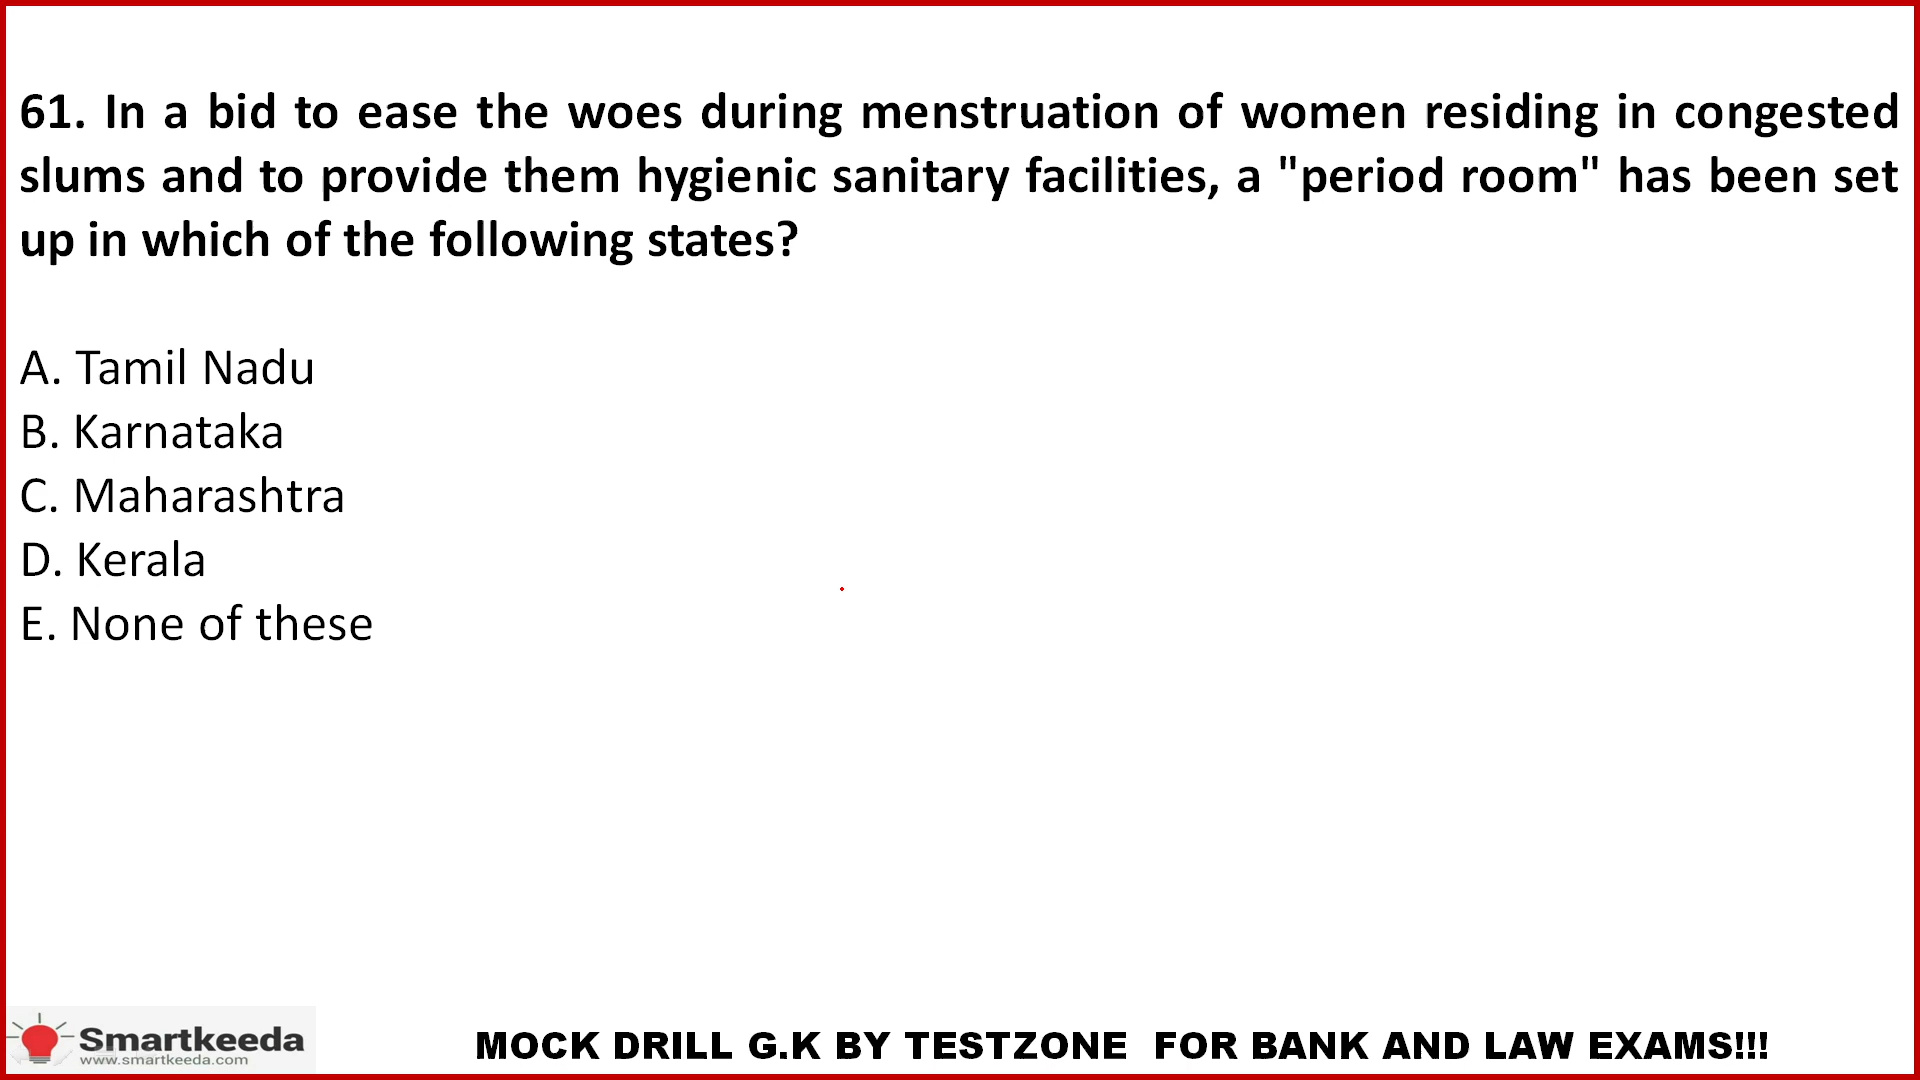 61. In a bid to ease the woes during menstruation of women residing in congested
slums and to provide them hygienic sanitary facilities, a "period room" has been set
up in which of the following states?
A. Tamil Nadu
B. Karnataka
C. Maharashtra
D. Kerala
E. None of these
Smartkeeda
www.smartkeeda.com
MOCK DRILL G.K BY TESTZONE FOR BANK AND LAW EXAMS!!!